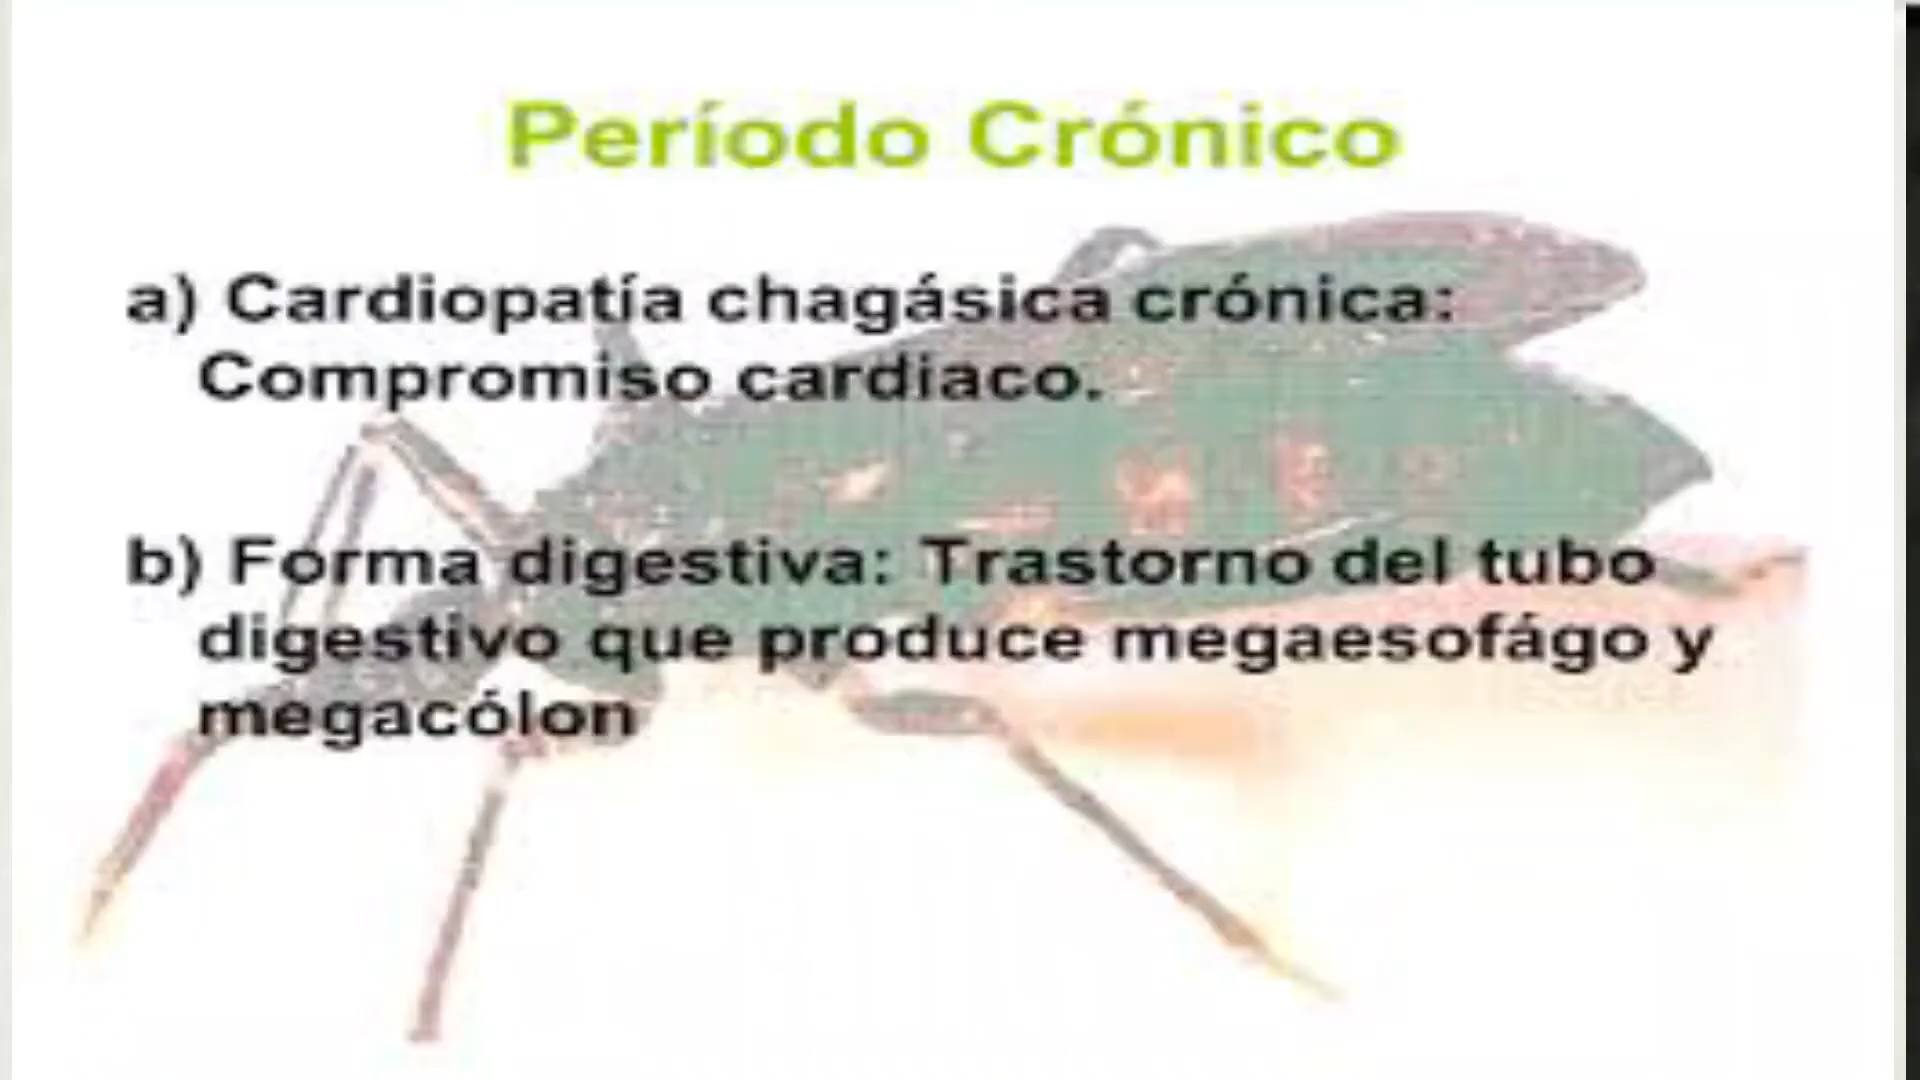 Período Crónico
a) Cardiopatía chagásica crónica:
Compromiso cardiaco.
b) Forma digestiva: Trastorno del tubo
digestivo que produce megaesofágo y
megacólon